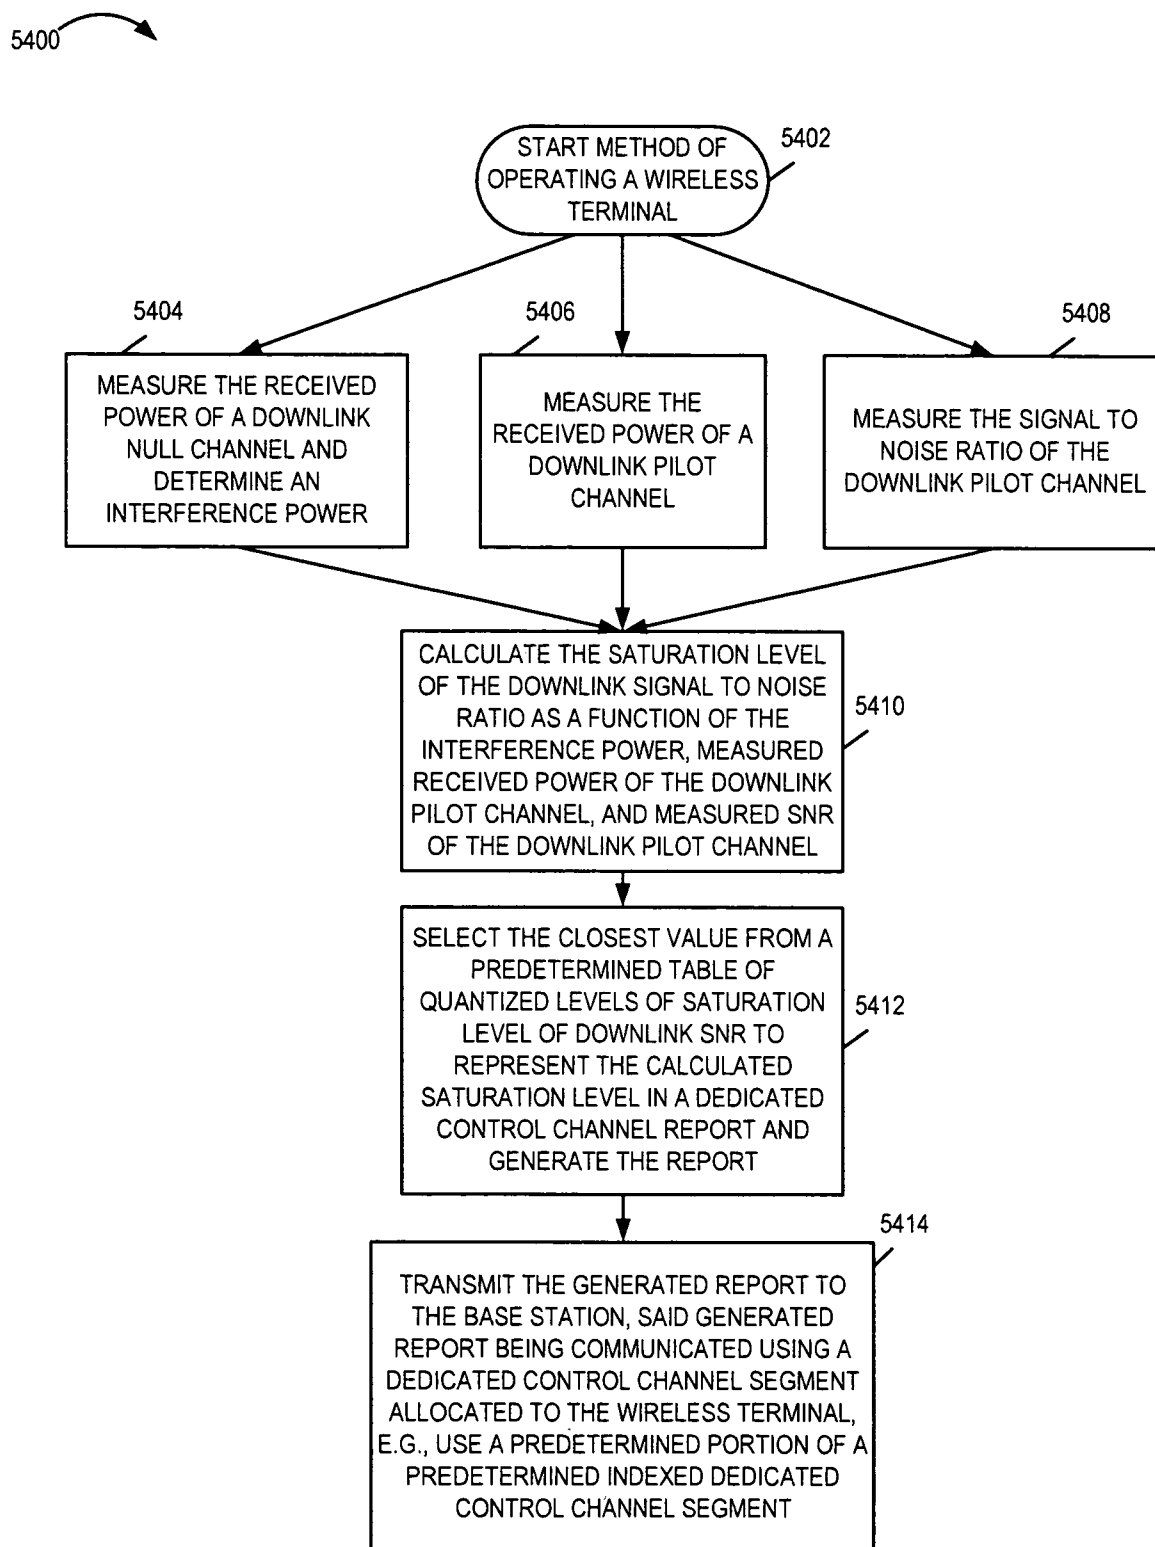 5400
START METHOD OF
OPERATING A WIRELESS
TERMINAL
5402
5404
MEASURE THE RECEIVED
POWER OF A DOWNLINK
NULL CHANNEL AND
DETERMINE AN
INTERFERENCE POWER
5406
MEASURE THE
RECEIVED POWER OF A
DOWNLINK PILOT
CHANNEL
5408
MEASURE THE SIGNAL TO
NOISE RATIO OF THE
DOWNLINK PILOT CHANNEL
CALCULATE THE SATURATION LEVEL
OF THE DOWNLINK SIGNAL TO NOISE
RATIO AS A FUNCTION OF THE
INTERFERENCE POWER, MEASURED
RECEIVED POWER OF THE DOWNLINK
PILOT CHANNEL, AND MEASURED SNR
OF THE DOWNLINK PILOT CHANNEL
5410
SELECT THE CLOSEST VALUE FROM A
PREDETERMINED TABLE OF
QUANTIZED LEVELS OF SATURATION
LEVEL OF DOWNLINK SNR TO
REPRESENT THE CALCULATED
SATURATION LEVEL IN A DEDICATED
CONTROL CHANNEL REPORT AND
GENERATE THE REPORT
5412
5414
TRANSMIT THE GENERATED REPORT TO
THE BASE STATION, SAID GENERATED
REPORT BEING COMMUNICATED USING A
DEDICATED CONTROL CHANNEL SEGMENT
ALLOCATED TO THE WIRELESS TERMINAL,
E.G., USE A PREDETERMINED PORTION OF A
PREDETERMINED INDEXED DEDICATED
CONTROL CHANNEL SEGMENT